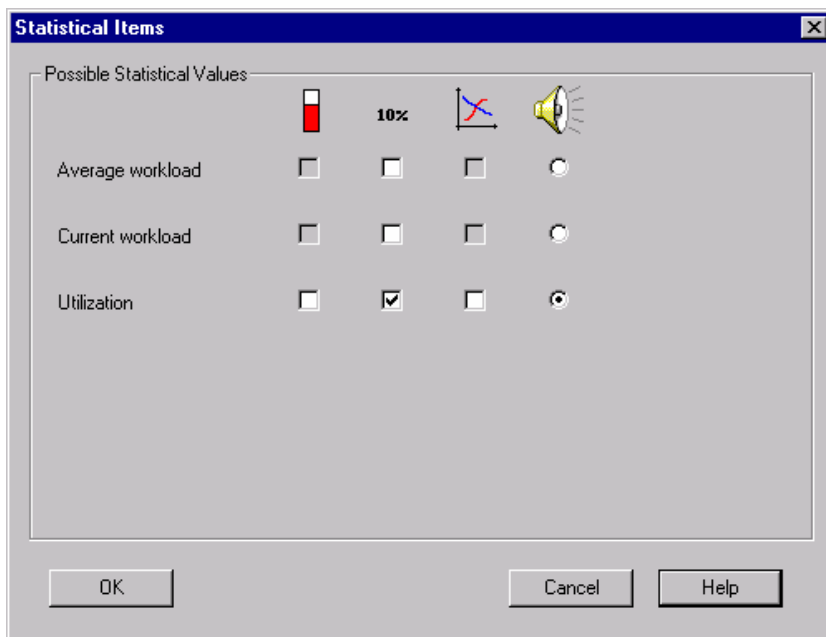 Statistical Items
Possible Statistical Values
10%
Average workload
Current workload
Utilization
OK Cancel Help